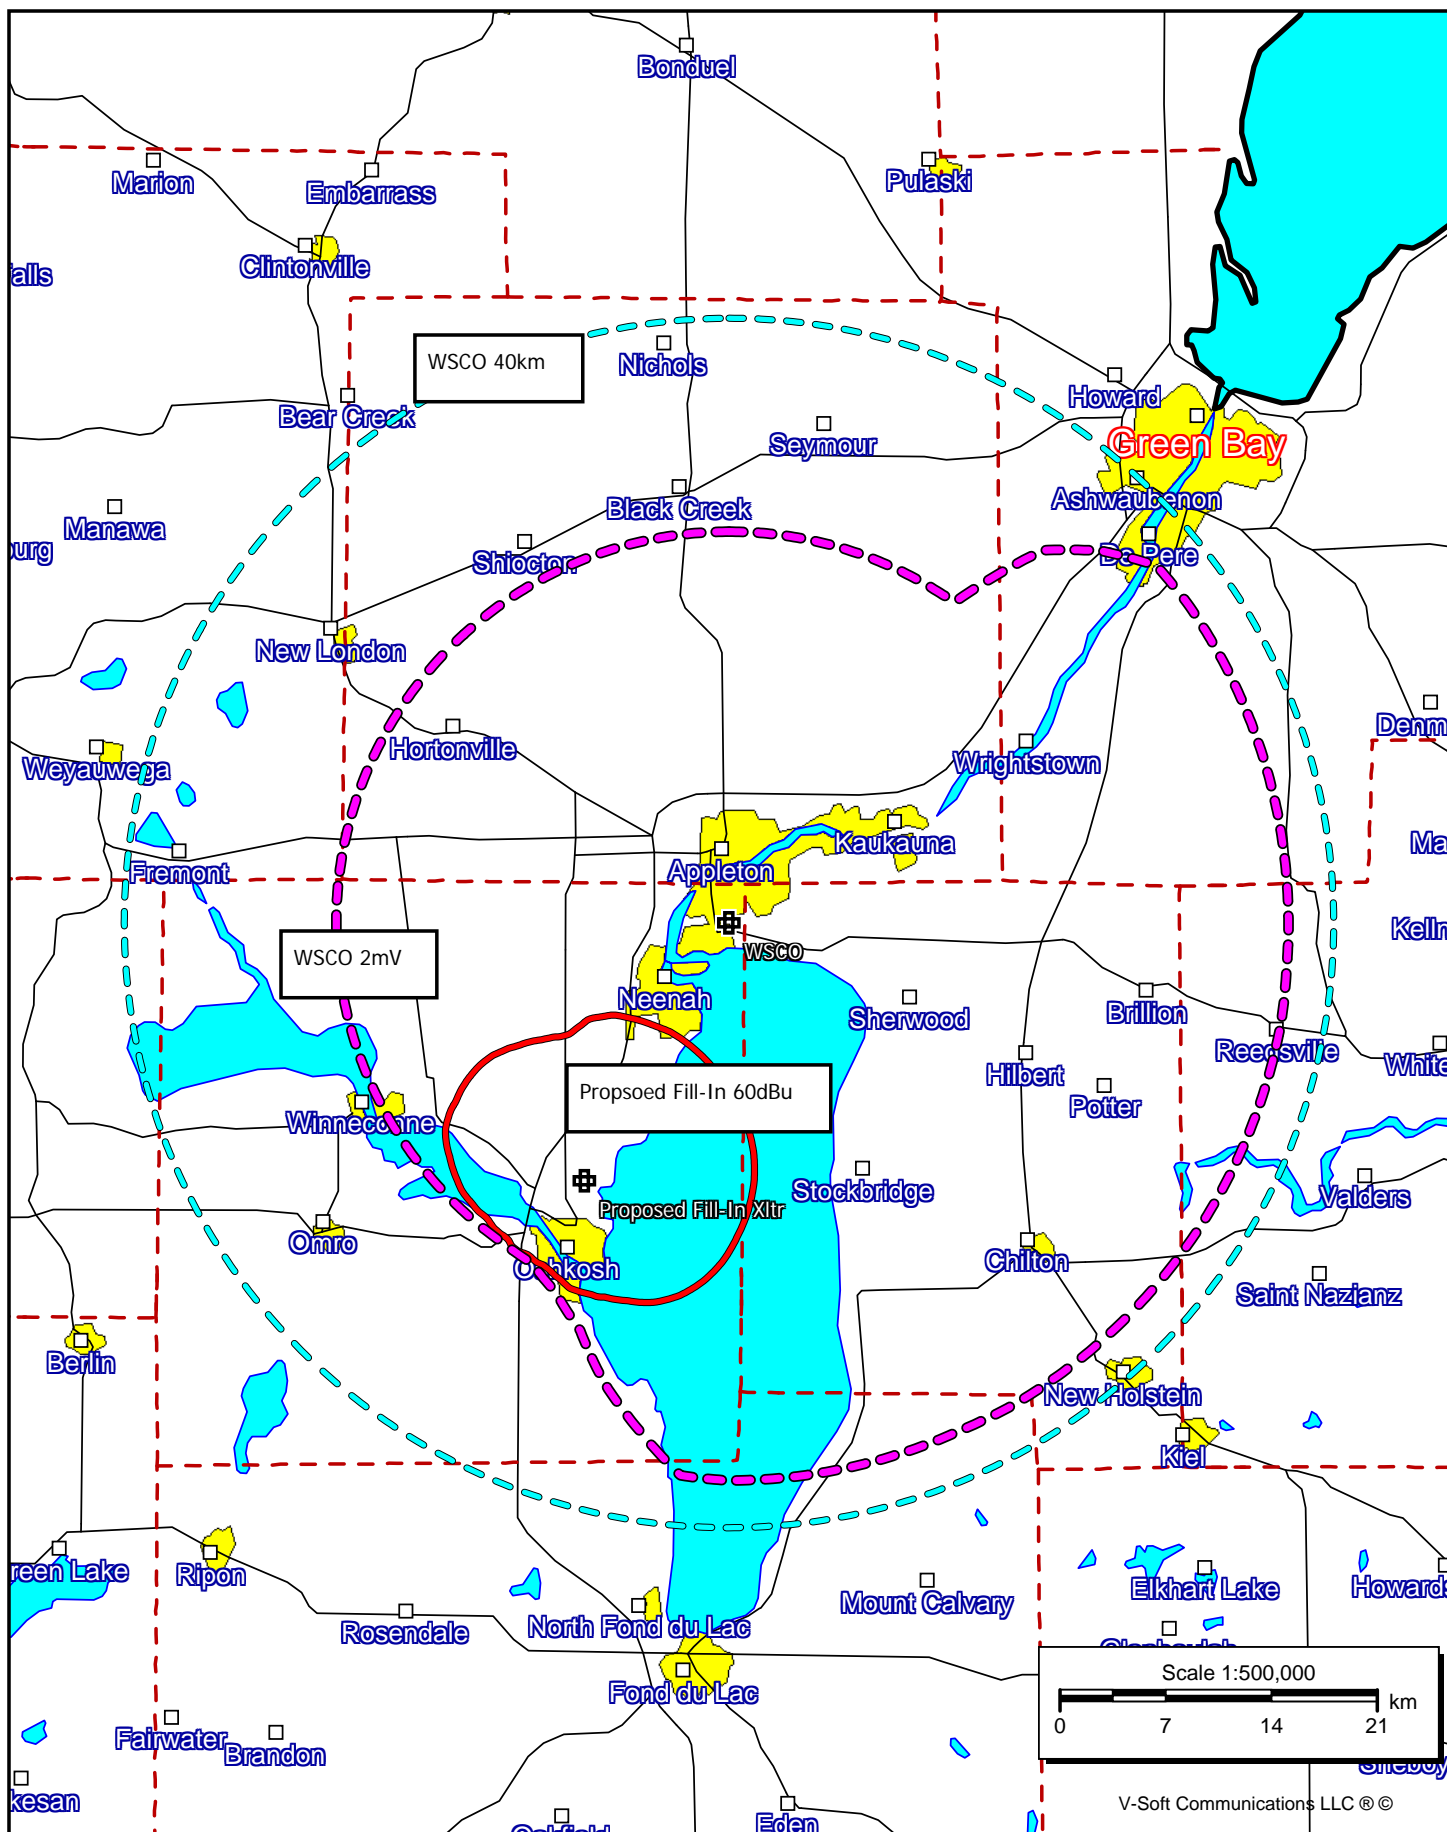 Bonduel
Marion
Embarrass
Pulaski
Clintonville
alls
WSCO 40km
Nichols
Howard
Bear Creek
Seymour
Green Bay
Black Creek
Ashwaubenon
Manawa
burg
Shiocton
De Pere
New London
Denm
Hortonville
Wrightstown
Weyauwega
Kaukauna
Ma
Appleton
Fremont
WSCO
Kelln
WSCO 2mV
Neenah
Sherwood
Brillion
Reedsville
Hilbert
White
Propsoed Fill-In 60dBu
Potter
Winneconne
Stockbridge
Valders
Proposed Fill-In Xltr
Omro
Oshkosh
Chilton
Saint Nazianz
Berlin
New Holstein
Kiel
reen Lake
Ripon
Elkhart Lake
Howards
Mount Calvary
North Fond du Lac
Rosendale
Scale 1:500,000
km
0 7 14 21
Fond du Lac
Fairwater
Brandon
kesan
V-Soft Communications LLC ® ©
Eden